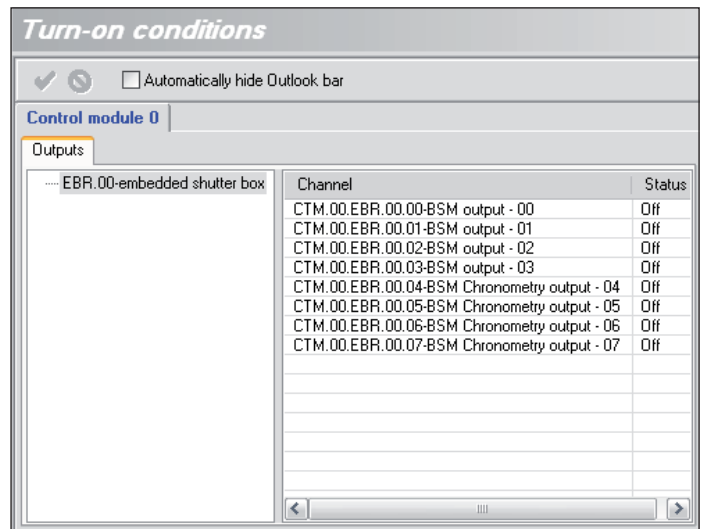 Turn-on conditions
Automatically hide Outlook bar
Control module 0
Outputs
EBR.00-embedded shutter box
Channel Status
CTM.00.EBR.00.00-BSM output - 00 Off
CTM.00.EBR.00.01-BSM output - 01 Off
CTM.00.EBR.00.02-BSM output - 02 Off
CTM.00.EBR.00.03-BSM output - 03 Off
CTM.00.EBR.00.04-BSM Chronometry output - 04 Off
CTM.00.EBR.00.05-BSM Chronometry output - 05 Off
CTM.00.EBR.00.06-BSM Chronometry output - 06 Off
CTM.00.EBR.00.07-BSM Chronometry output - 07 Off